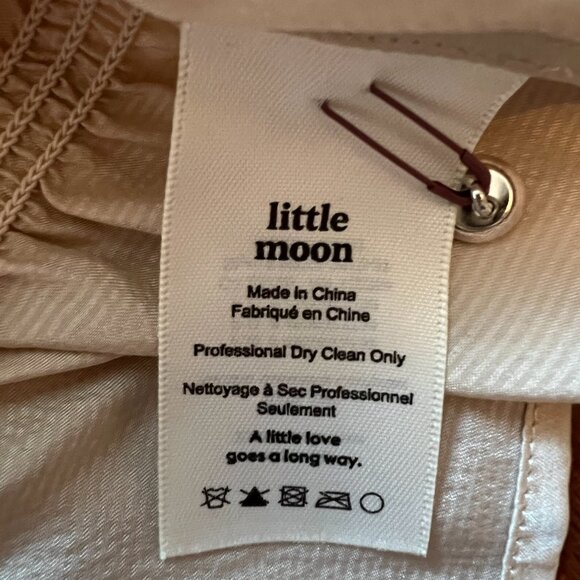 little
moon
Made in China
Fabriqué en Chine
Professional Dry Clean Only
Nettoyage à Sec Professionnel
Seulement
A little love
goes a long way.